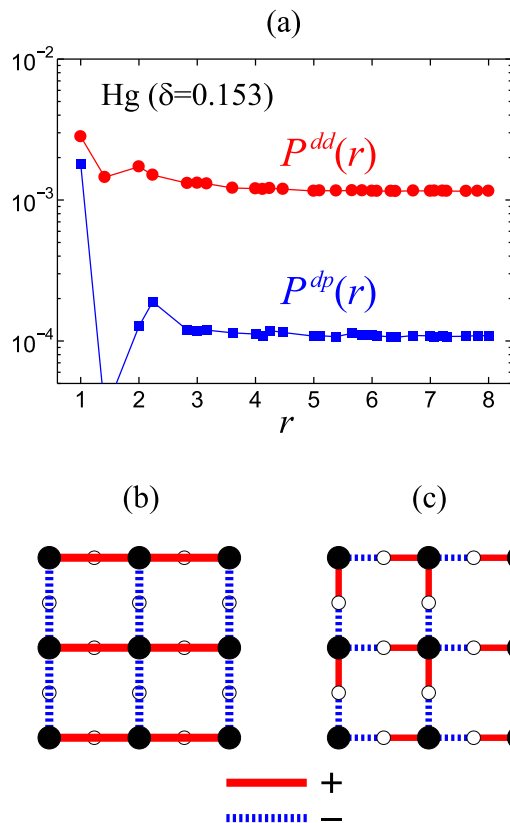 (a)
10⁻²
Hg (δ=0.153)
P^{dd}(r)
10⁻³
P^{dp}(r)
10⁻⁴
1 2 3 4 5 6 7 8
r
(b) (c)
+
−